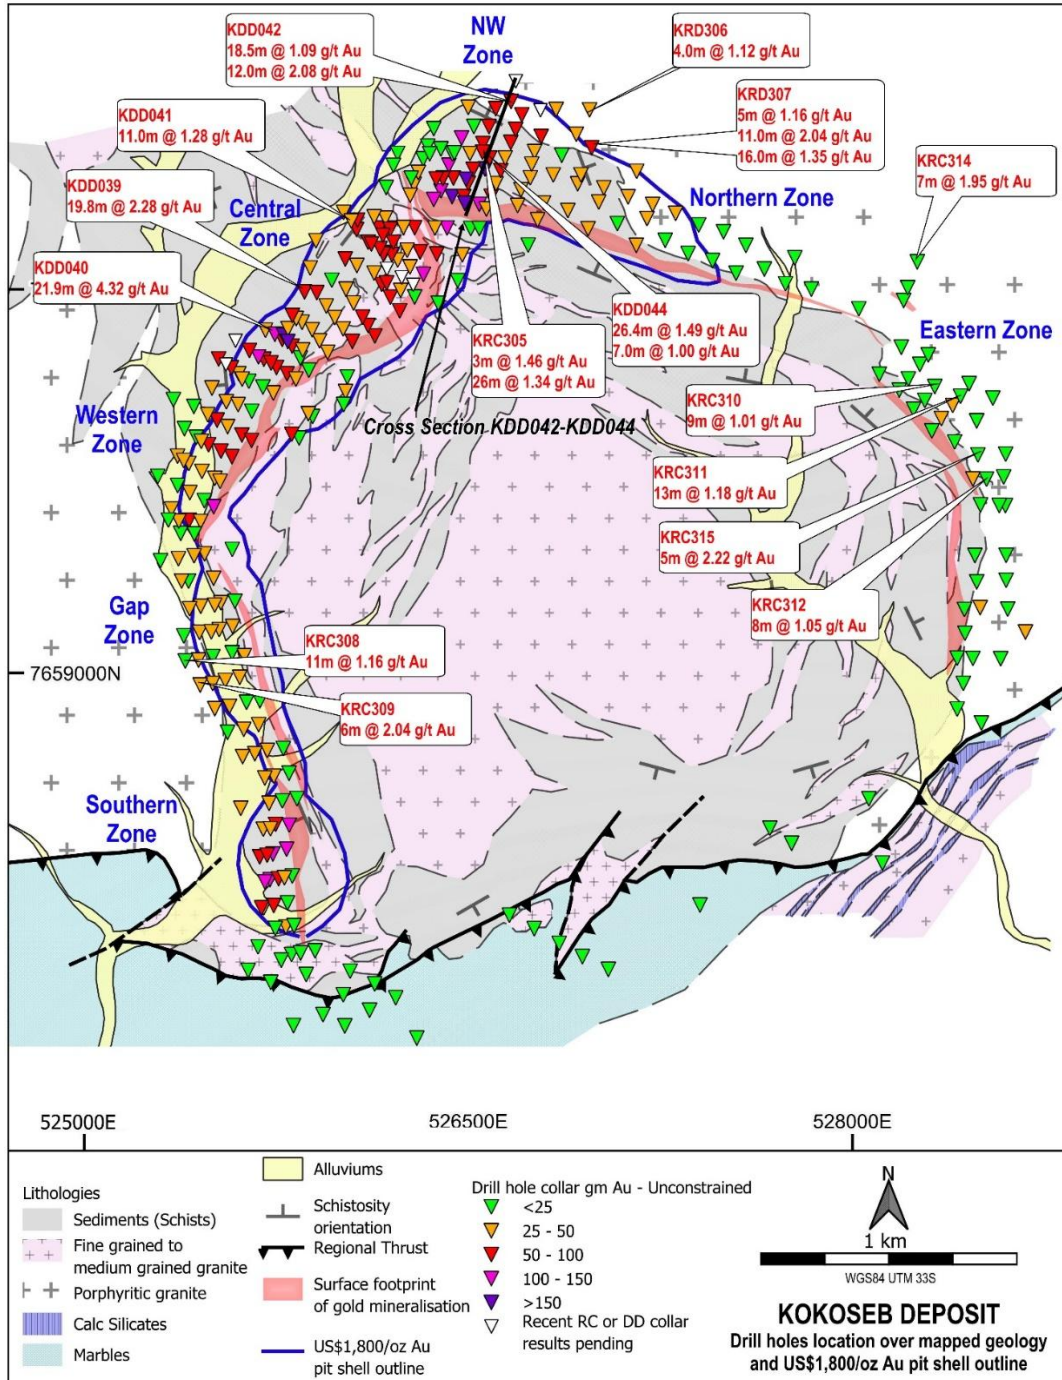 KDD042
18.5m @ 1.09 g/t Au
12.0m @ 2.08 g/t Au
NW
Zone
KRD306
4.0m @ 1.12 g/t Au
KDD041
11.0m @ 1.28 g/t Au
KRD307
5m @ 1.16 g/t Au
11.0m @ 2.04 g/t Au
16.0m @ 1.35 g/t Au
KRC314
7m @ 1.95 g/t Au
KDD039
19.8m @ 2.28 g/t Au
Central
Zone
Northern Zone
KDD040
21.9m @ 4.32 g/t Au
KDD044
26.4m @ 1.49 g/t Au
7.0m @ 1.00 g/t Au
KRC305
3m @ 1.46 g/t Au
26m @ 1.34 g/t Au
Eastern Zone
KRC310
9m @ 1.01 g/t Au
Western
Zone
Cross Section KDD042-KDD044
KRC311
13m @ 1.18 g/t Au
KRC315
5m @ 2.22 g/t Au
KRC312
8m @ 1.05 g/t Au
Gap
Zone
KRC308
11m @ 1.16 g/t Au
7659000N
KRC309
6m @ 2.04 g/t Au
Southern
Zone
525000E
526500E
528000E
Lithologies
Sediments (Schists)
Fine grained to
medium grained granite
Porphyritic granite
Calc Silicates
Marbles
Alluviums
Schistosity
orientation
Regional Thrust
Surface footprint
of gold mineralisation
US$1,800/oz Au
pit shell outline
Drill hole collar gm Au - Unconstrained
<25
25 - 50
50 - 100
100 - 150
>150
Recent RC or DD collar
results pending
N
1 km
WGS84 UTM 33S
KOKOSEB DEPOSIT
Drill holes location over mapped geology
and US$1,800/oz Au pit shell outline